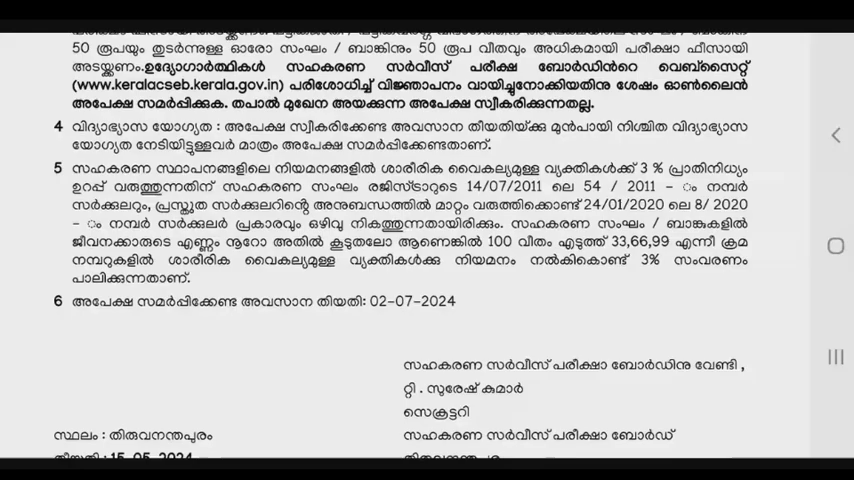 50 രൂപയും തുടർന്നുള്ള ഓരോ സംഘം / ബാങ്കിനും 50 രൂപ വീതവും അധികമായി പരീക്ഷാ ഫീസായി
അടയ്ക്കണം.ഉദ്യോഗാർത്ഥികൾ സഹകരണ സർവീസ് പരീക്ഷ ബോർഡിൻറെ വെബ്സൈറ്റ്
(www.keralacseb.kerala.gov.in) പരിശോധിച്ച് വിജ്ഞാപനം വായിച്ചുനോക്കിയതിനു ശേഷം ഓൺലൈൻ
അപേക്ഷ സമർപ്പിക്കുക. തപാൽ മുഖേന അയക്കുന്ന അപേക്ഷ സ്വീകരിക്കുന്നതല്ല.
4 വിദ്യാഭ്യാസ യോഗ്യത : അപേക്ഷ സ്വീകരിക്കേണ്ട അവസാന തീയതിയ്ക്കു മുൻപായി നിശ്ചിത വിദ്യാഭ്യാസ
യോഗ്യത നേടിയിട്ടുള്ളവർ മാത്രം അപേക്ഷ സമർപ്പിക്കേണ്ടതാണ്.
5 സഹകരണ സ്ഥാപനങ്ങളിലെ നിയമനങ്ങളിൽ ശാരീരിക വൈകല്യമുള്ള വ്യക്തികൾക്ക് 3 % പ്രാതിനിധ്യം
ഉറപ്പ് വരുത്തുന്നതിന് സഹകരണ സംഘം രജിസ്ട്രാറുടെ 14/07/2011 ലെ 54 / 2011 - ം നമ്പർ
സർക്കുലറും, പ്രസ്തുത സർക്കുലറിന്റെ അനുബന്ധത്തിൽ മാറ്റം വരുത്തിക്കൊണ്ട് 24/01/2020 ലെ 8/ 2020
- ം നമ്പർ സർക്കുലർ പ്രകാരവും ഒഴിവു നികത്തുന്നതായിരിക്കും. സഹകരണ സംഘം / ബാങ്കുകളിൽ
ജീവനക്കാരുടെ എണ്ണം നൂറോ അതിൽ കൂടുതലോ ആണെങ്കിൽ 100 വീതം എടുത്ത് 33,66,99 എന്നീ ക്രമ
നമ്പറുകളിൽ ശാരീരിക വൈകല്യമുള്ള വ്യക്തികൾക്കു നിയമനം നൽകികൊണ്ട് 3% സംവരണം
പാലിക്കുന്നതാണ്.
6 അപേക്ഷ സമർപ്പിക്കേണ്ട അവസാന തിയതി: 02-07-2024
സഹകരണ സർവീസ് പരീക്ഷാ ബോർഡിനു വേണ്ടി ,
റ്റി . സുരേഷ് കുമാർ
സെക്രട്ടറി
സ്ഥലം : തിരുവനന്തപുരം
സഹകരണ സർവീസ് പരീക്ഷാ ബോർഡ്
തീയതി : 15-05-2024